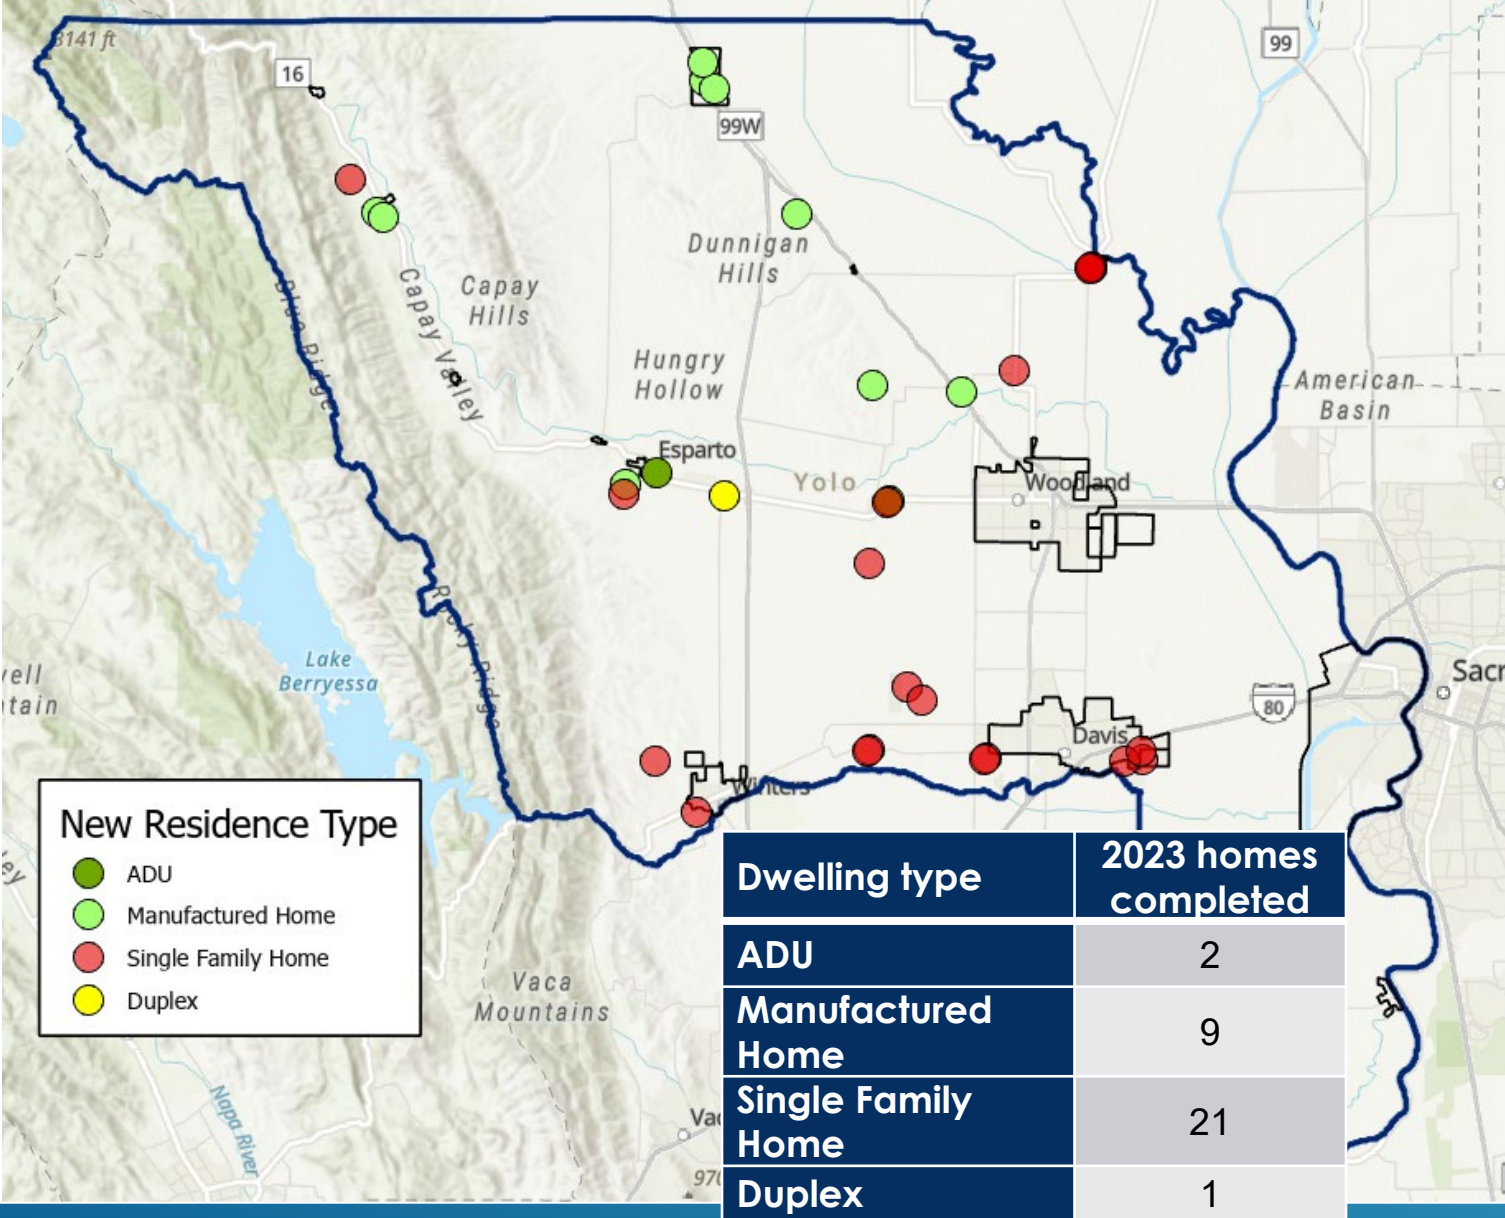 3141 ft
16
99
99W
Dunnigan
Hills
Capay
Hills
Capay Valley
Blue Ridge
Hungry
Hollow
American
Basin
Esparto
Yolo
Woodland
Rocky Ridge
Lake
Berryessa
Sacr
80
Davis
Winters
New Residence Type
ADU
Manufactured Home
Single Family Home
Duplex
Vaca
Mountains
Napa River
Dwelling type
2023 homes
completed
ADU
2
Manufactured
Home
9
Single Family
Home
21
Duplex
1